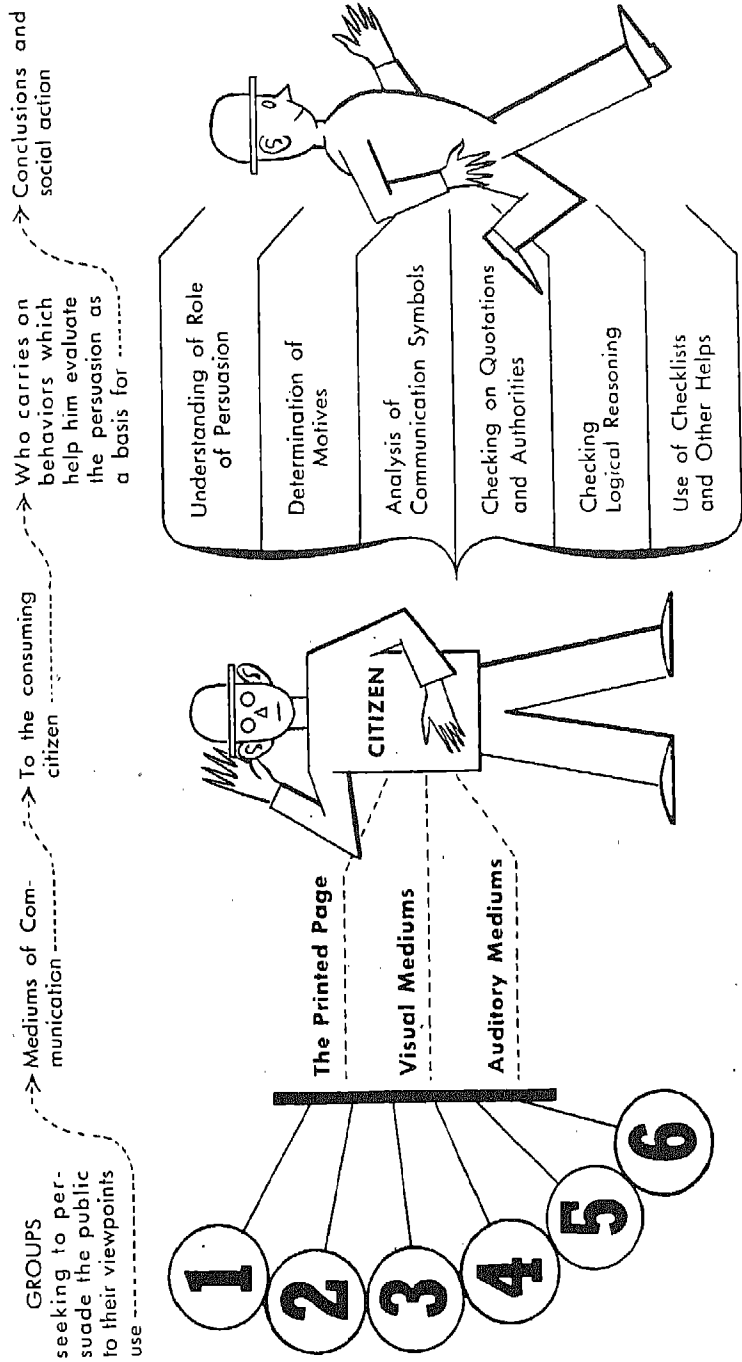 GROUPS
seeking to per-
suade the public
to their viewpoints
use
Mediums of Com-
munication
To the consuming
citizen
Who carries on
behaviors which
help him evaluate
the persuasion as
a basis for
Conclusions and
social action
1
2
3
4
5
6
The Printed Page
Visual Mediums
Auditory Mediums
CITIZEN
Understanding of Role
of Persuasion
Determination of
Motives
Analysis of
Communication Symbols
Checking on Quotations
and Authorities
Checking
Logical Reasoning
Use of Checklists
and Other Helps